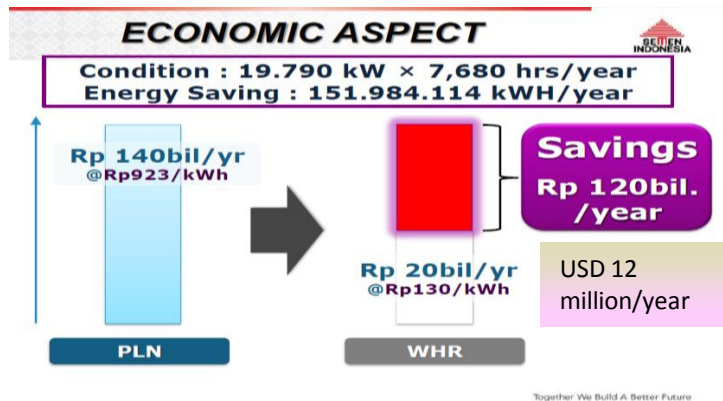 ECONOMIC ASPECT
SEMEN
INDONESIA
Condition : 19.790 kW × 7,680 hrs/year
Energy Saving : 151.984.114 kWH/year
Rp 140bil/yr
@Rp923/kWh
Savings
Rp 120bil.
/year
Rp 20bil/yr
@Rp130/kWh
USD 12
million/year
PLN
WHR
Together We Build A Better Future